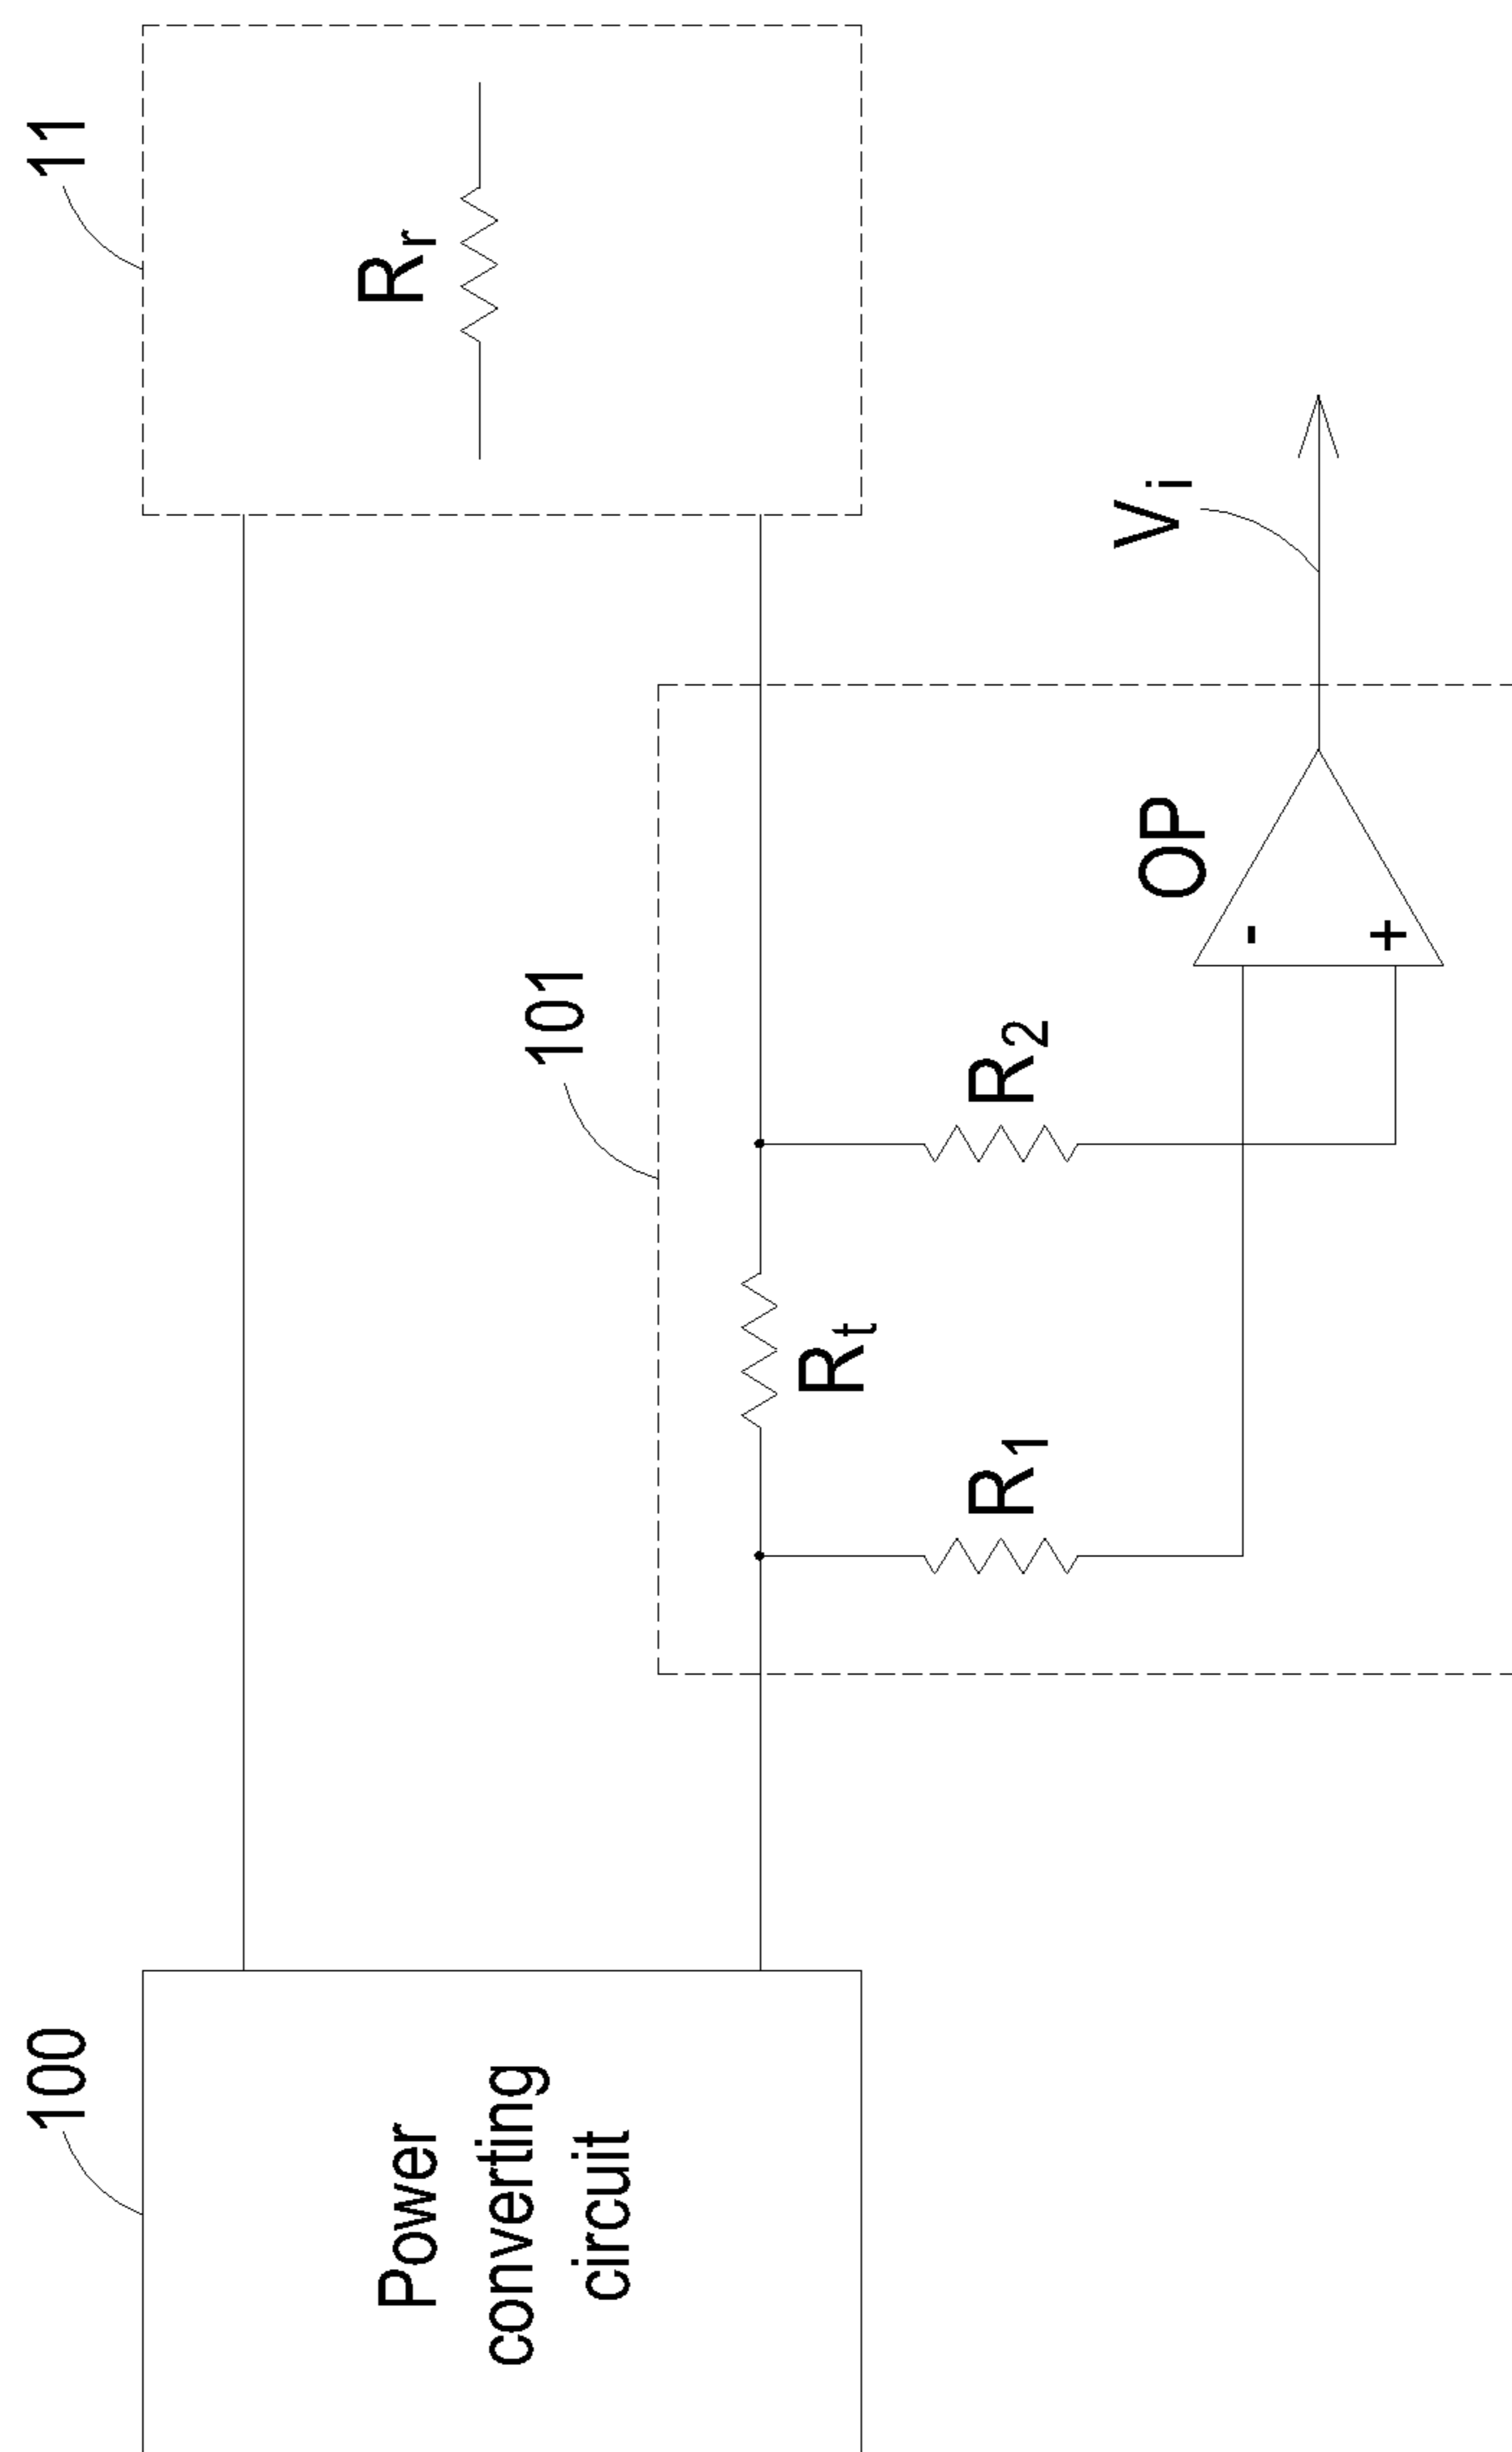 100
Power
converting
circuit
101
11
Rr
Rt
R1
R2
OP
-
+
Vi